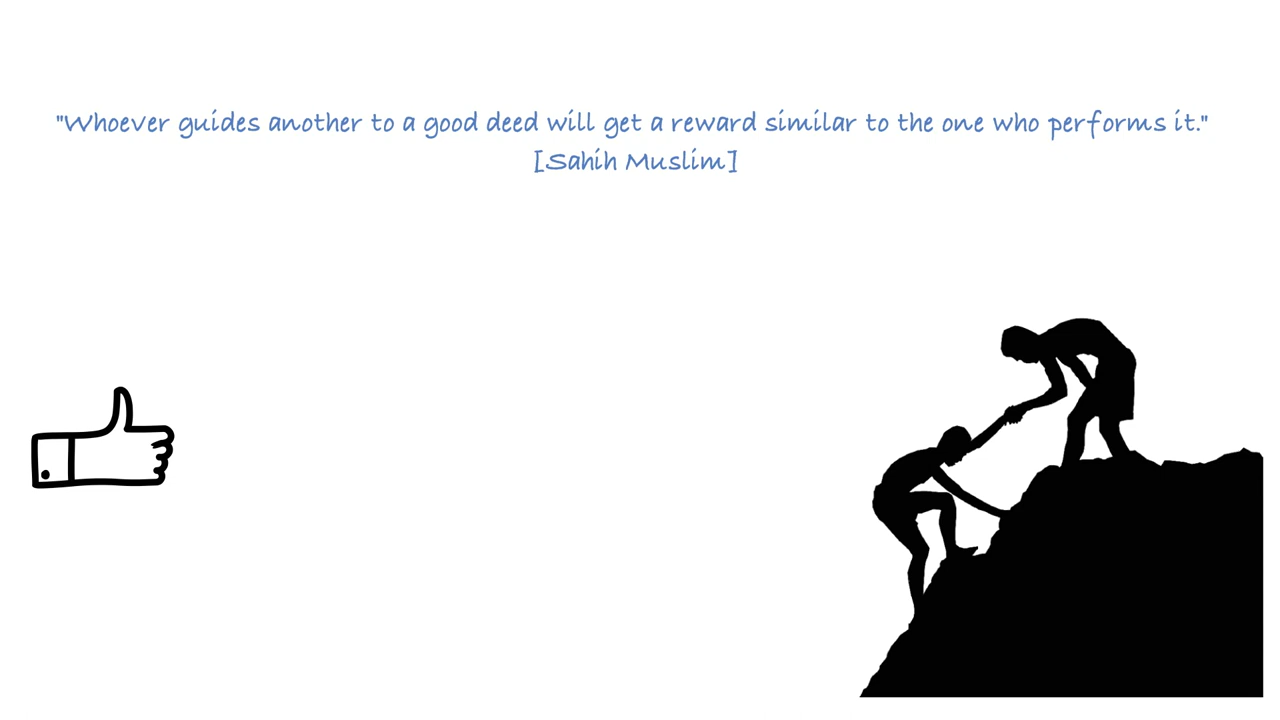 "Whoever guides another to a good deed will get a reward similar to the one who performs it."
[Sahih Muslim]